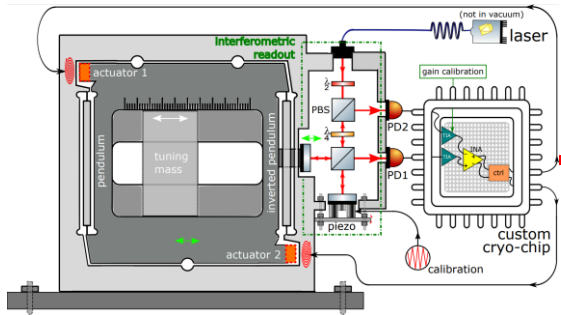 (not in vacuum)
laser
Interferometric
readout
actuator 1
gain calibration
λ/2
PBS
PD2
TIA
INA
λ/4
TIA
ctrl
PD1
pendulum
tuning
mass
inverted pendulum
piezo
custom
cryo-chip
actuator 2
calibration